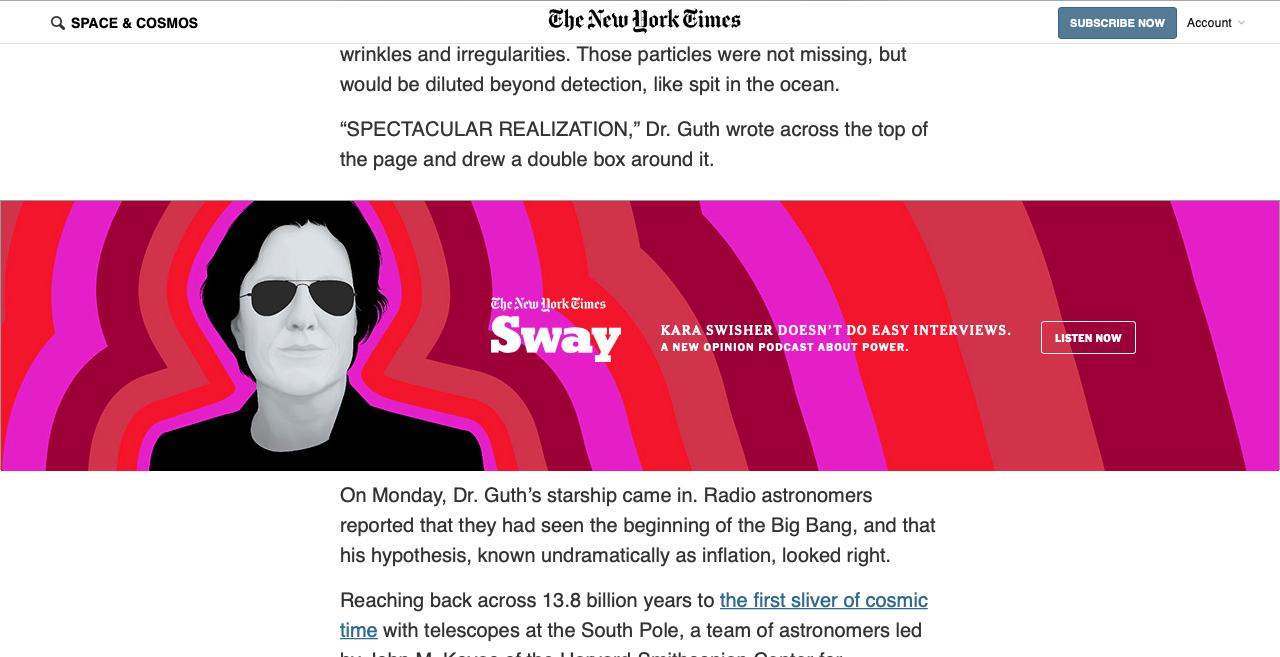 SPACE & COSMOS
The New York Times
SUBSCRIBE NOW
Account
wrinkles and irregularities. Those particles were not missing, but
would be diluted beyond detection, like spit in the ocean.
“SPECTACULAR REALIZATION,” Dr. Guth wrote across the top of
the page and drew a double box around it.
The New York Times
Sway
KARA SWISHER DOESN’T DO EASY INTERVIEWS.
A NEW OPINION PODCAST ABOUT POWER.
LISTEN NOW
On Monday, Dr. Guth’s starship came in. Radio astronomers
reported that they had seen the beginning of the Big Bang, and that
his hypothesis, known undramatically as inflation, looked right.
Reaching back across 13.8 billion years to the first sliver of cosmic
time with telescopes at the South Pole, a team of astronomers led